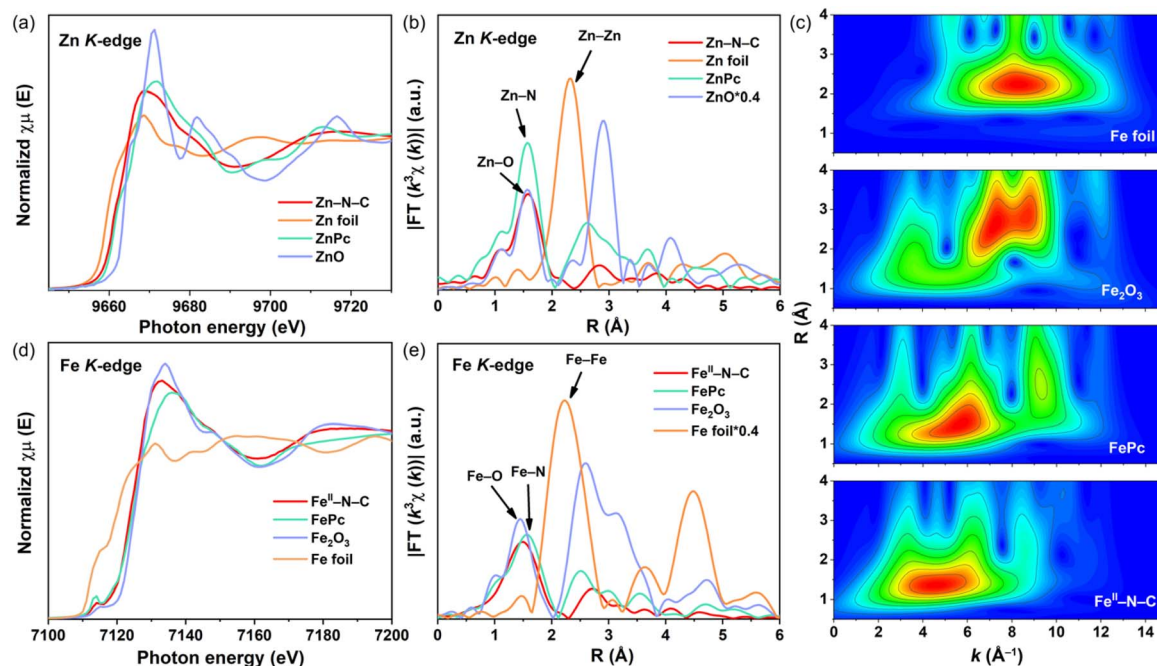 (a)
Zn K-edge
Normalizd χμ (E)
Zn–N–C
Zn foil
ZnPc
ZnO
9660 9680 9700 9720
Photon energy (eV)
(b)
Zn K-edge
|FT (k³χ (k))| (a.u.)
Zn–Zn
Zn–N
Zn–O
Zn–N–C
Zn foil
ZnPc
ZnO*0.4
0 1 2 3 4 5 6
R (Å)
(c)
4
3
2
1
Fe foil
4
3
2
1
Fe₂O₃
R (Å)
4
3
2
1
FePc
4
3
2
1
0
Feᴵᴵ–N–C
0 2 4 6 8 10 12 14
k (Å⁻¹)
(d)
Fe K-edge
Normalizd χμ (E)
Feᴵᴵ–N–C
FePc
Fe₂O₃
Fe foil
7100 7120 7140 7160 7180 7200
Photon energy (eV)
(e)
Fe K-edge
|FT (k³χ (k))| (a.u.)
Fe–Fe
Fe–O
Fe–N
Feᴵᴵ–N–C
FePc
Fe₂O₃
Fe foil*0.4
0 1 2 3 4 5 6
R (Å)